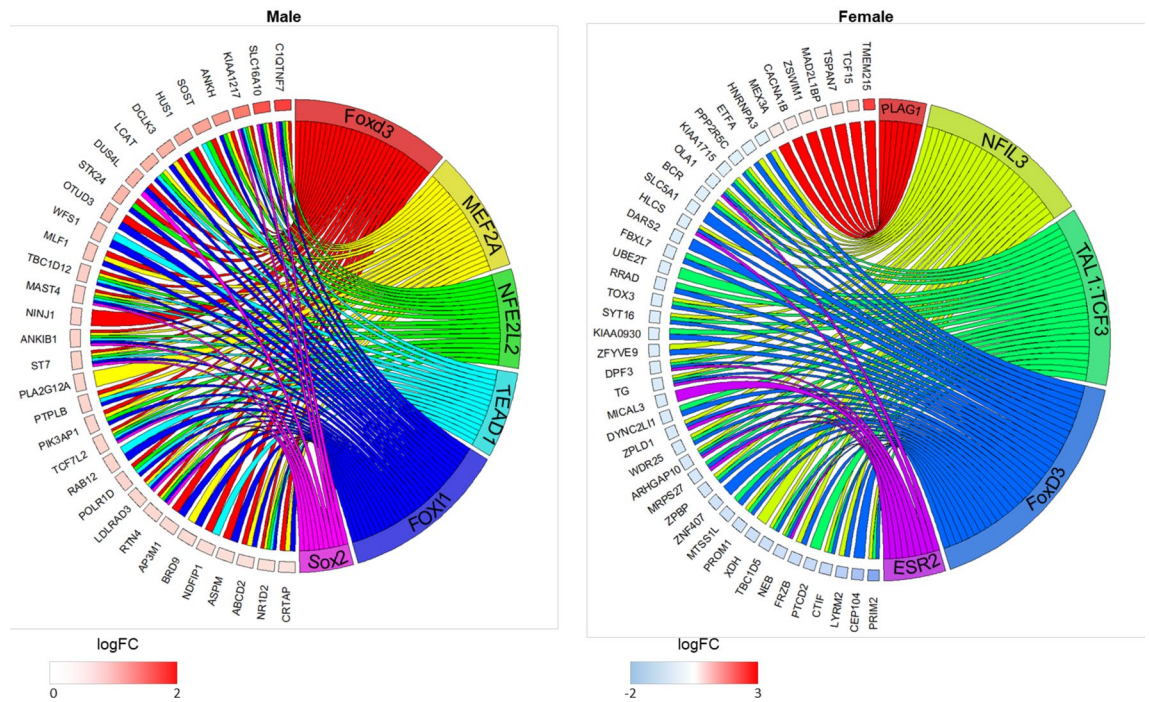 Male
Female
C1QTNF7
SLC16A10
KIAA1217
ANKH
SOST
HUS1
DCLK3
LCAT
DUS4L
STK24
OTUD3
WFS1
MLF1
TBC1D12
MAST4
NINJ1
ANKIB1
ST7
PLA2G12A
PTPLB
PIK3AP1
TCF7L2
RAB12
POLR1D
LDLRAD3
RTN4
AP3M1
BRD9
NDFIP1
ASPM
ABCD2
NR1D2
CRTAP
Foxd3
MEF2A
NFE2L2
TEAD1
FOXI1
Sox2
TMEM215
TCF15
TSPAN7
MAD2L1BP
ZSWIM1
CACNA1B
MEX3A
HNRNPA3
ETFA
PPP2R5C
KIAA1715
OLA1
BCR
SLC5A1
HLCS
DARS2
FBXL7
UBE2T
RRAD
TOX3
SYT16
KIAA0930
ZFYVE9
DPF3
TG
MICAL3
DYNC2LI1
ZPLD1
WDR25
ARHGAP10
MRPS27
ZPBP
ZNF407
MTSS1L
PROM1
XDH
TBC1D5
NEB
FRZB
PTCD2
CTIF
LYRM2
CEP104
PRIM2
PLAG1
NFIL3
TAL1:TCF3
FoxD3
ESR2
logFC
0 2
logFC
-2 3